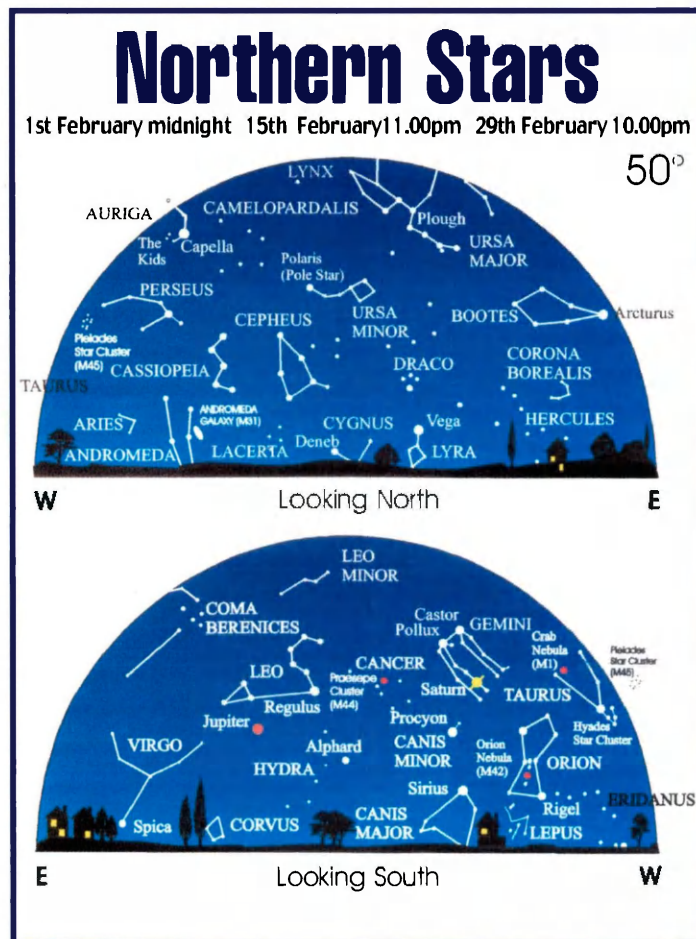 Northern Stars
1st February midnight 15th February11.00pm 29th February 10.00pm
50°
LYNX
AURIGA
CAMELOPARDALIS
Plough
The
Kids
Capella
URSA
MAJOR
Polaris
(Pole Star)
PERSEUS
CEPHEUS
URSA
MINOR
BOOTES
Arcturus
Pleiades
Star Cluster
(M45)
CASSIOPEIA
DRACO
CORONA
BOREALIS
TAURUS
ARIES
ANDROMEDA
GALAXY (M31)
CYGNUS
Vega
HERCULES
ANDROMEDA
LACERTA
Deneb
LYRA
W
Looking North
E
LEO
MINOR
COMA
BERENICES
Castor
Pollux
GEMINI
Crab
Nebula
(M1)
Pleiades
Star Cluster
(M45)
LEO
CANCER
Praesepe
Cluster
(M44)
Saturn
TAURUS
Regulus
Jupiter
Procyon
Hyades
Star Cluster
VIRGO
Alphard
CANIS
MINOR
Orion
Nebula
(M42)
ORION
HYDRA
Sirius
Rigel
ERIDANUS
Spica
CORVUS
CANIS
MAJOR
LEPUS
E
Looking South
W